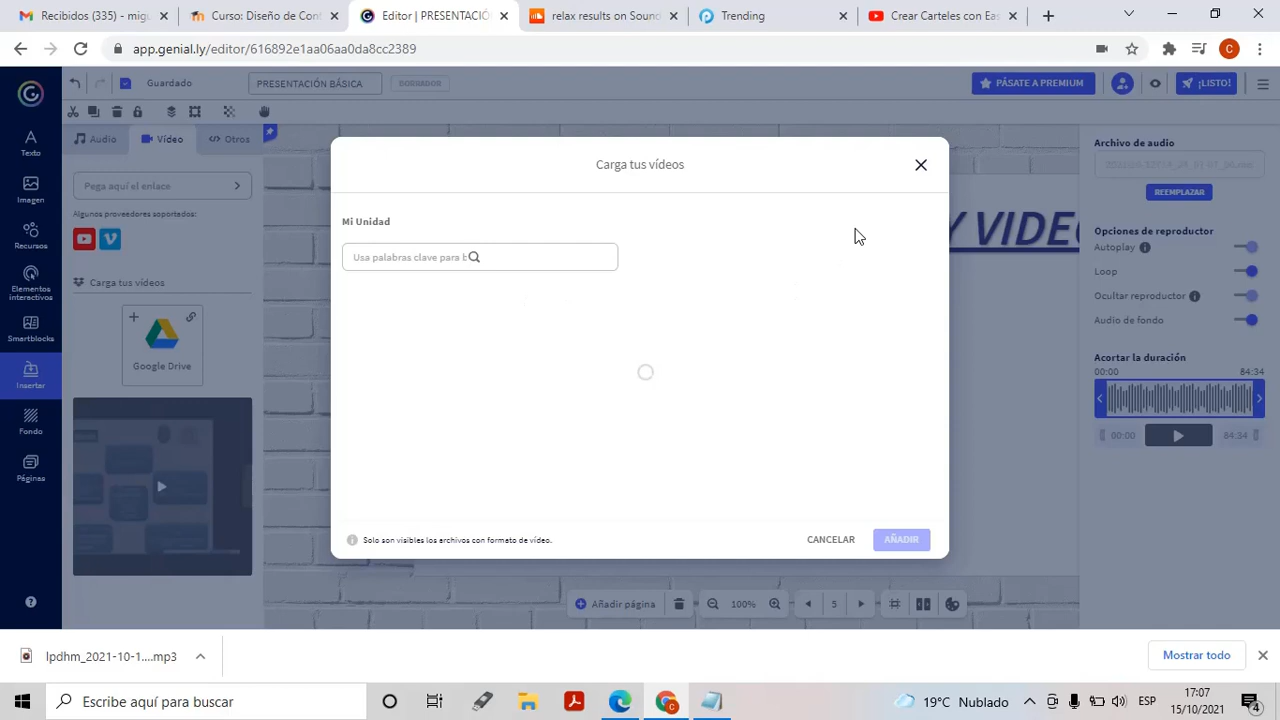 Recibidos (335) - migu
Curso: Diseño de Cont
Editor | PRESENTACIÓ
relax results on Sound
Trending
Crear Carteles con Eas
app.genial.ly/editor/616892e1aa06aa0da8cc2389
C
Guardado
PRESENTACIÓN BÁSICA
BORRADOR
PÁSATE A PREMIUM
¡LISTO!
Texto
Imagen
Recursos
Elementos
interactivos
Smartblocks
Insertar
Fondo
Páginas
Audio
Vídeo
Otros
Pega aquí el enlace
Algunos proveedores soportados:
Carga tus vídeos
Google Drive
Carga tus vídeos
Mi Unidad
Usa palabras clave para b
Solo son visibles los archivos con formato de vídeo.
CANCELAR
AÑADIR
Y VIDE
Archivo de audio
REEMPLAZAR
Opciones de reproductor
Autoplay
Loop
Ocultar reproductor
Audio de fondo
Acortar la duración
00:00
84:34
00:00
84:34
Añadir página
100%
5
lpdhm_2021-10-1....mp3
Mostrar todo
Escribe aquí para buscar
19°C Nublado
ESP
17:07
15/10/2021
4